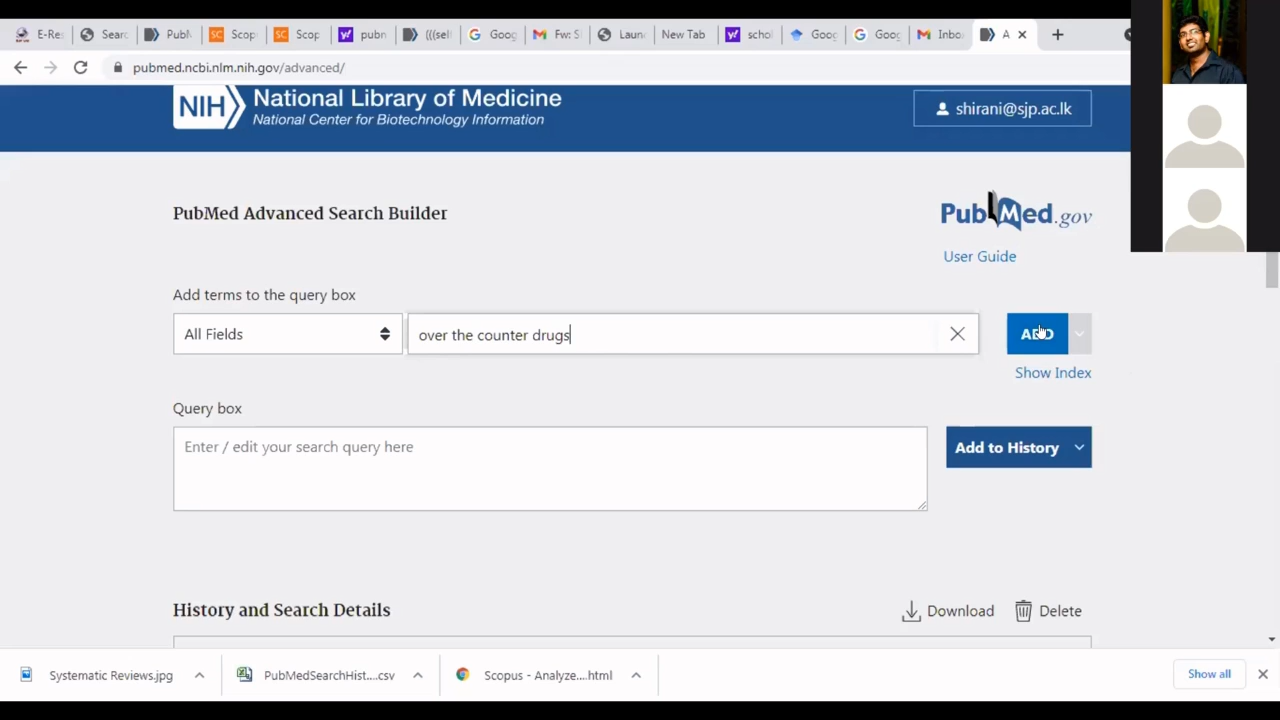 E-Re: Searc PubM Scop Scop pubn (((sel Goog Fw: S Laun New Tab schol Goog Goog Inbo A
pubmed.ncbi.nlm.nih.gov/advanced/
NIH National Library of Medicine
National Center for Biotechnology Information
shirani@sjp.ac.lk
PubMed Advanced Search Builder
PubMed.gov
User Guide
Add terms to the query box
All Fields
over the counter drugs
ADD
Show Index
Query box
Enter / edit your search query here
Add to History
History and Search Details
Download
Delete
Systematic Reviews.jpg
PubMedSearchHist....csv
Scopus - Analyze....html
Show all